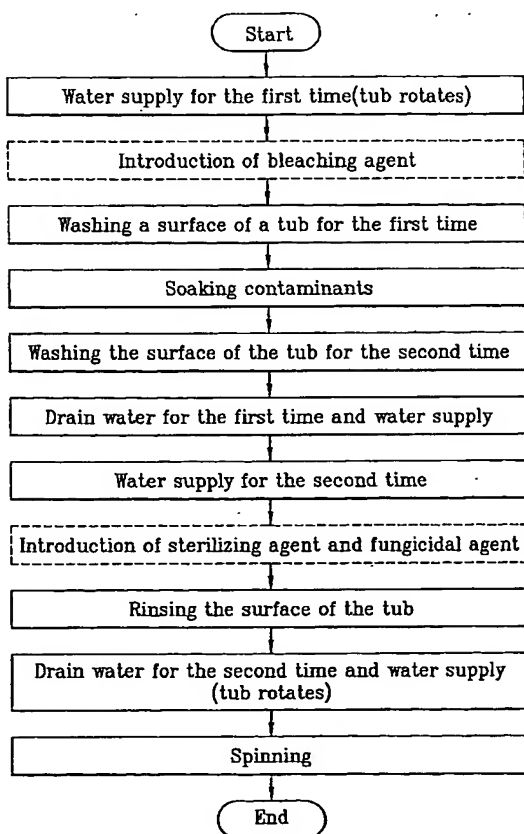 Start
Water supply for the first time(tub rotates)
Introduction of bleaching agent
Washing a surface of a tub for the first time
Soaking contaminants
Washing the surface of the tub for the second time
Drain water for the first time and water supply
Water supply for the second time
Introduction of sterilizing agent and fungicidal agent
Rinsing the surface of the tub
Drain water for the second time and water supply
(tub rotates)
Spinning
End